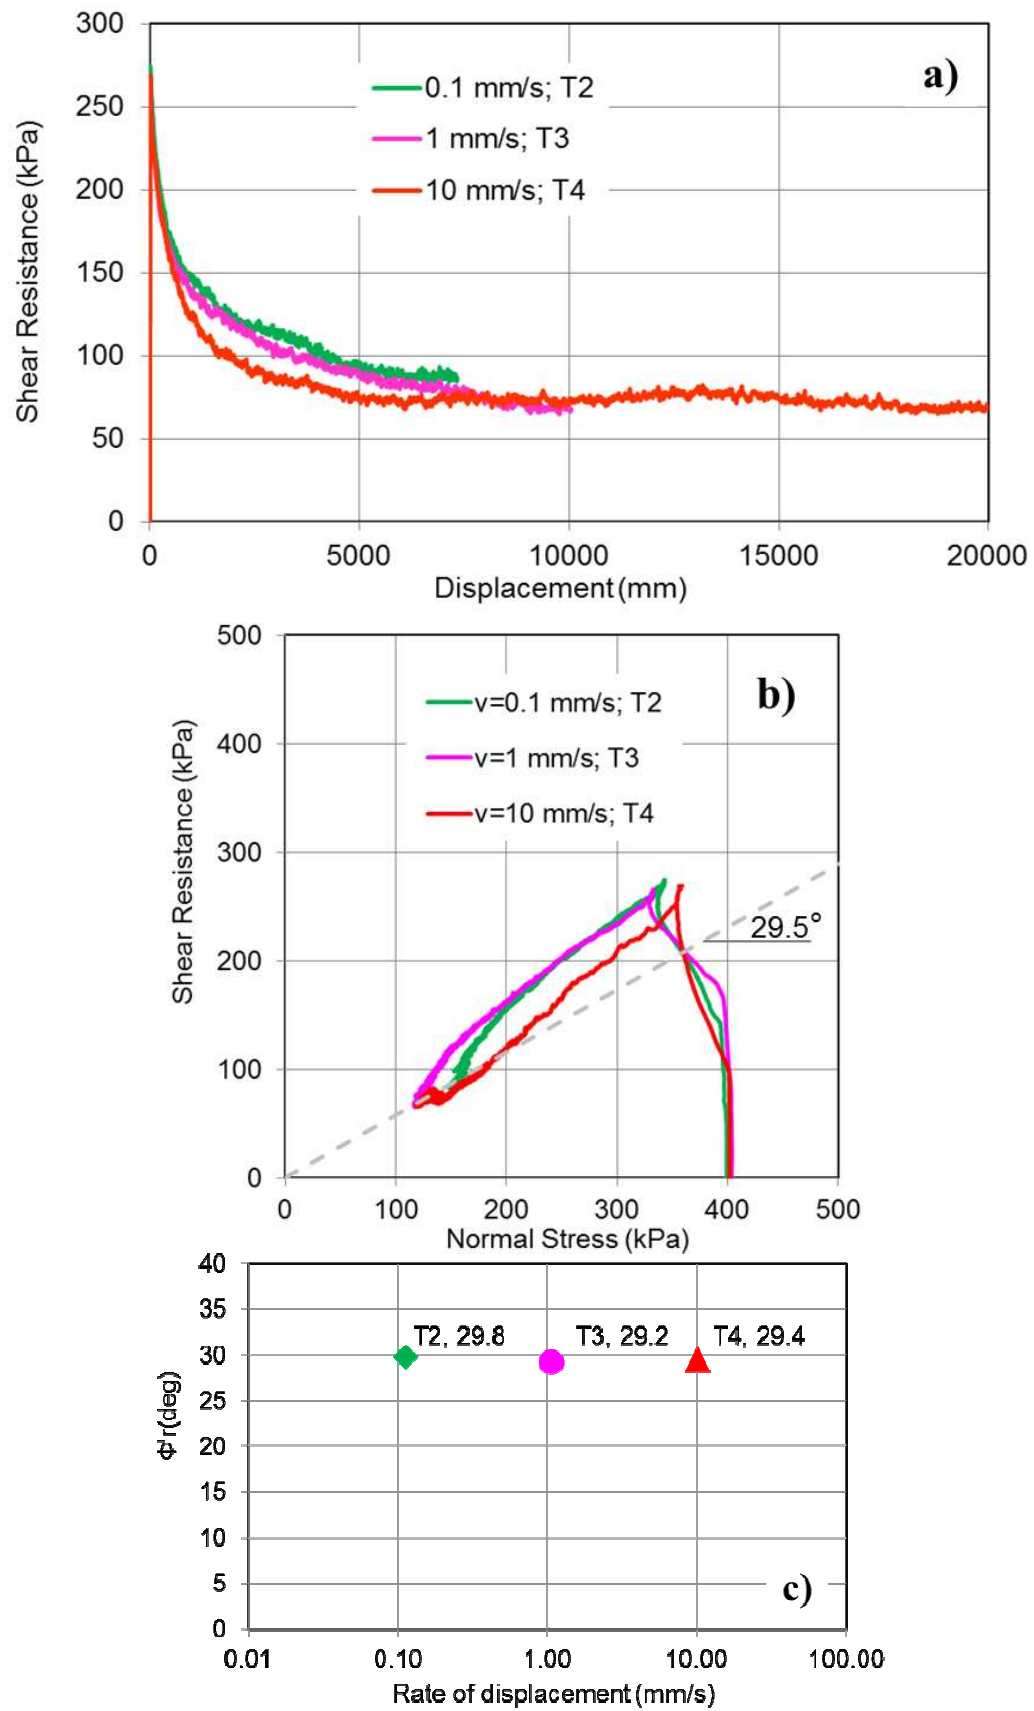 300
a)
0.1 mm/s; T2
250
1 mm/s; T3
200
10 mm/s; T4
150
100
50
0
Shear Resistance (kPa)
0 5000 10000 15000 20000
Displacement (mm)
500
b)
v=0.1 mm/s; T2
400
v=1 mm/s; T3
v=10 mm/s; T4
300
29.5°
200
100
0
Shear Resistance (kPa)
0 100 200 300 400 500
Normal Stress (kPa)
40
35
T2, 29.8 T3, 29.2 T4, 29.4
30
25
20
15
10
5
c)
0
Φ'r(deg)
0.01 0.10 1.00 10.00 100.00
Rate of displacement (mm/s)